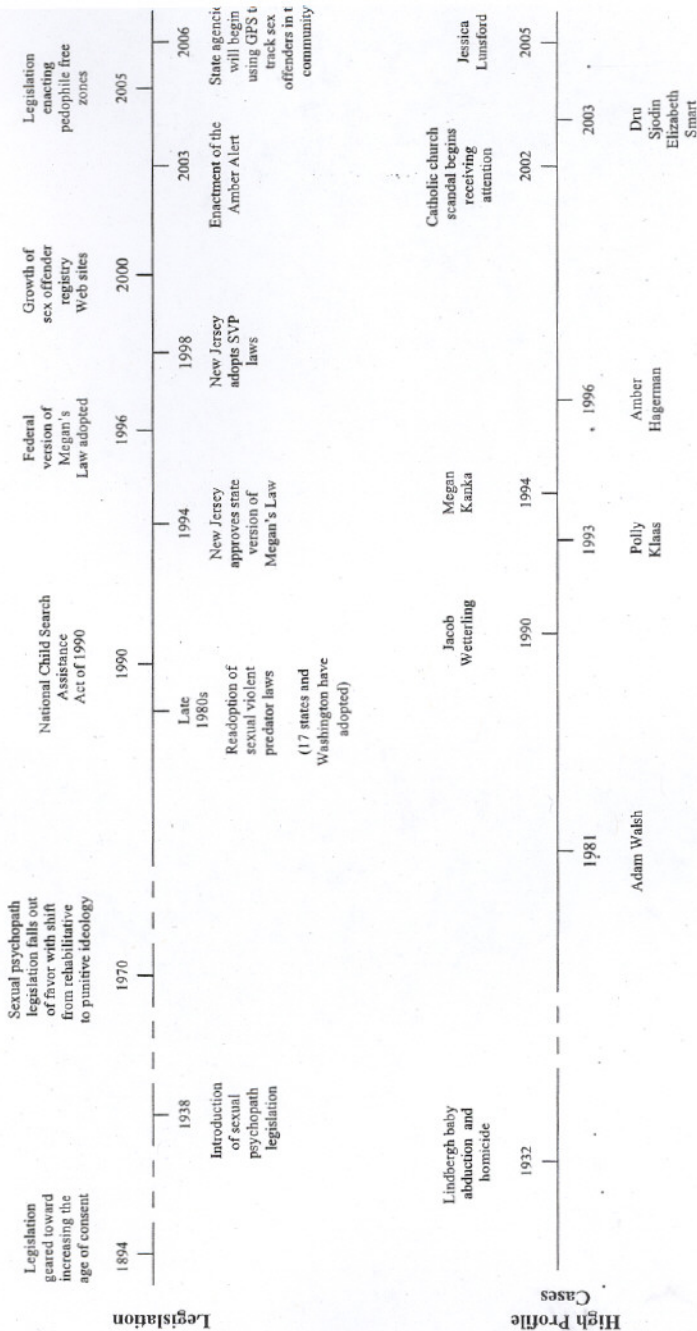 Legislation
Legislation
geared toward
increasing the
age of consent
1894
1938
Introduction
of sexual
psychopath
legislation
Sexual psychopath
legislation falls out
of favor with shift
from rehabilitative
to punitive ideology
1970
Late
1980s
Readoption of
sexual violent
predator laws
(17 states and
Washington have
adopted)
National Child Search
Assistance
Act of 1990
1990
1994
New Jersey
approves state
version of
Megan's Law
Federal
version of
Megan's
Law adopted
1996
1998
New Jersey
adopts SVP
laws
Growth of
sex offender
registry
Web sites
2000
2003
Enactment of the
Amber Alert
Legislation
enacting
pedophile free
zones
2005
2006
State agencie
will begin
using GPS t
track sex
offenders in t
community
High Profile
Cases
Lindbergh baby
abduction and
homicide
1932
1981
Adam Walsh
Jacob
Wetterling
1990
1993
Polly
Klaas
Megan
Kanka
1994
1996
Amber
Hagerman
Catholic church
scandal begins
receiving
attention
2002
2003
Dru
Sjodin
Elizabeth
Smart
Jessica
Lunsford
2005